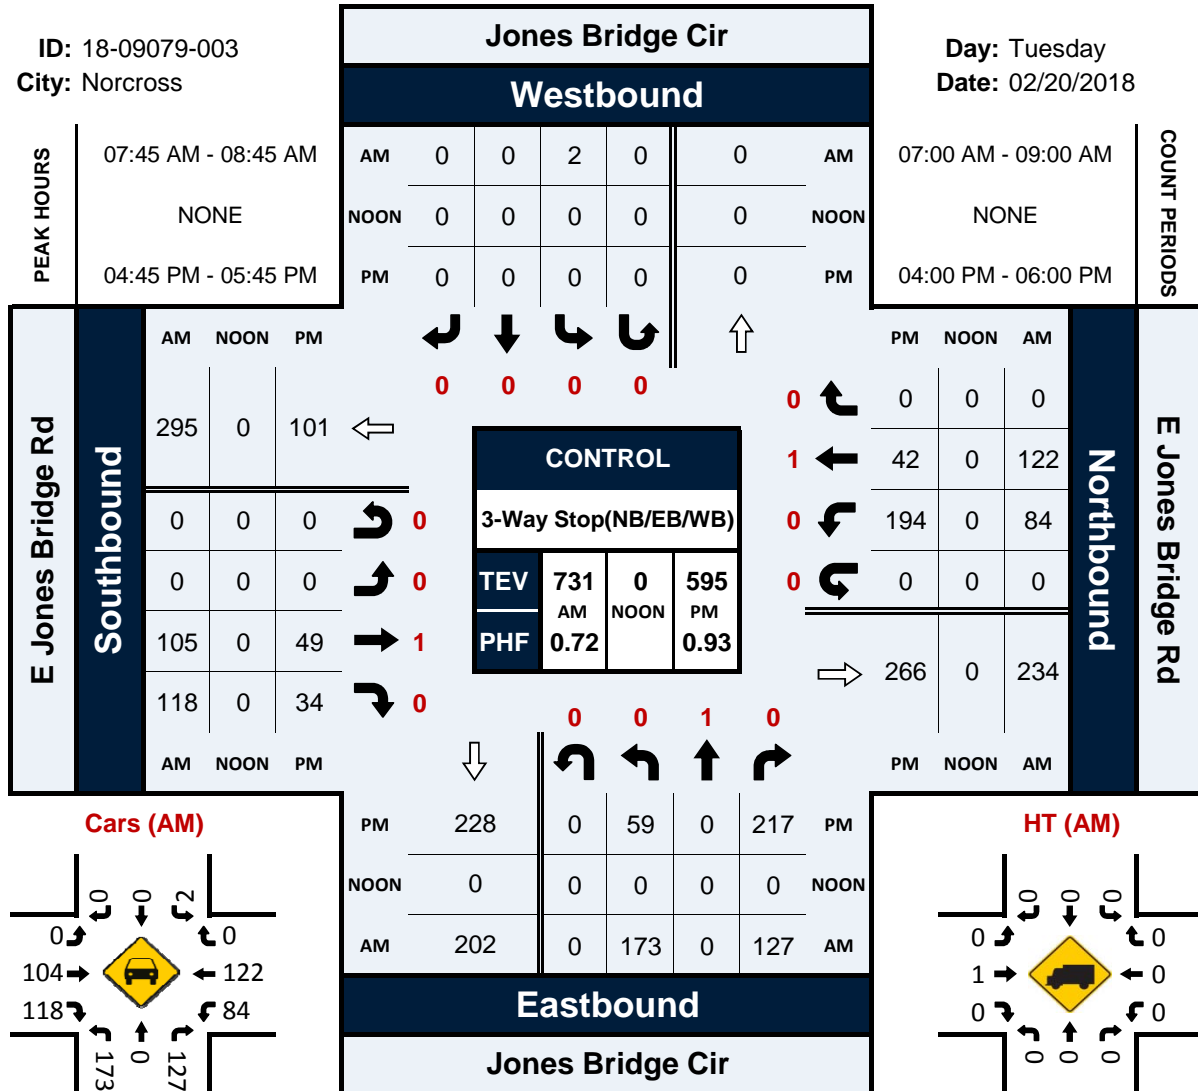 Jones Bridge Cir
ID: 18-09079-003
Day: Tuesday
City: Norcross
Date: 02/20/2018
Westbound
PEAK HOURS
07:45 AM - 08:45 AM
NONE
04:45 PM - 05:45 PM
AM 0 0 2 0 0 AM
NOON 0 0 0 0 0 NOON
PM 0 0 0 0 0 PM
07:00 AM - 09:00 AM
NONE
04:00 PM - 06:00 PM
COUNT PERIODS
0 0 0 0
E Jones Bridge Rd
Southbound
AM NOON PM
295 0 101
0 0 0 0
0 0 0 0
105 0 49 1
118 0 34 0
AM NOON PM
CONTROL
3-Way Stop(NB/EB/WB)
TEV 731 0 595
AM NOON PM
PHF 0.72 0.93
PM NOON AM
0 0 0 0
1 42 0 122
0 194 0 84
0 0 0 0
266 0 234
PM NOON AM
Northbound
E Jones Bridge Rd
0 0 1 0
PM 228 0 59 0 217 PM
NOON 0 0 0 0 0 NOON
AM 202 0 173 0 127 AM
Eastbound
Jones Bridge Cir
Cars (AM)
0 0 2
0 0
104 122
118 84
173 0 127
HT (AM)
0 0 0
0 0
1 0
0 0
0 0 0